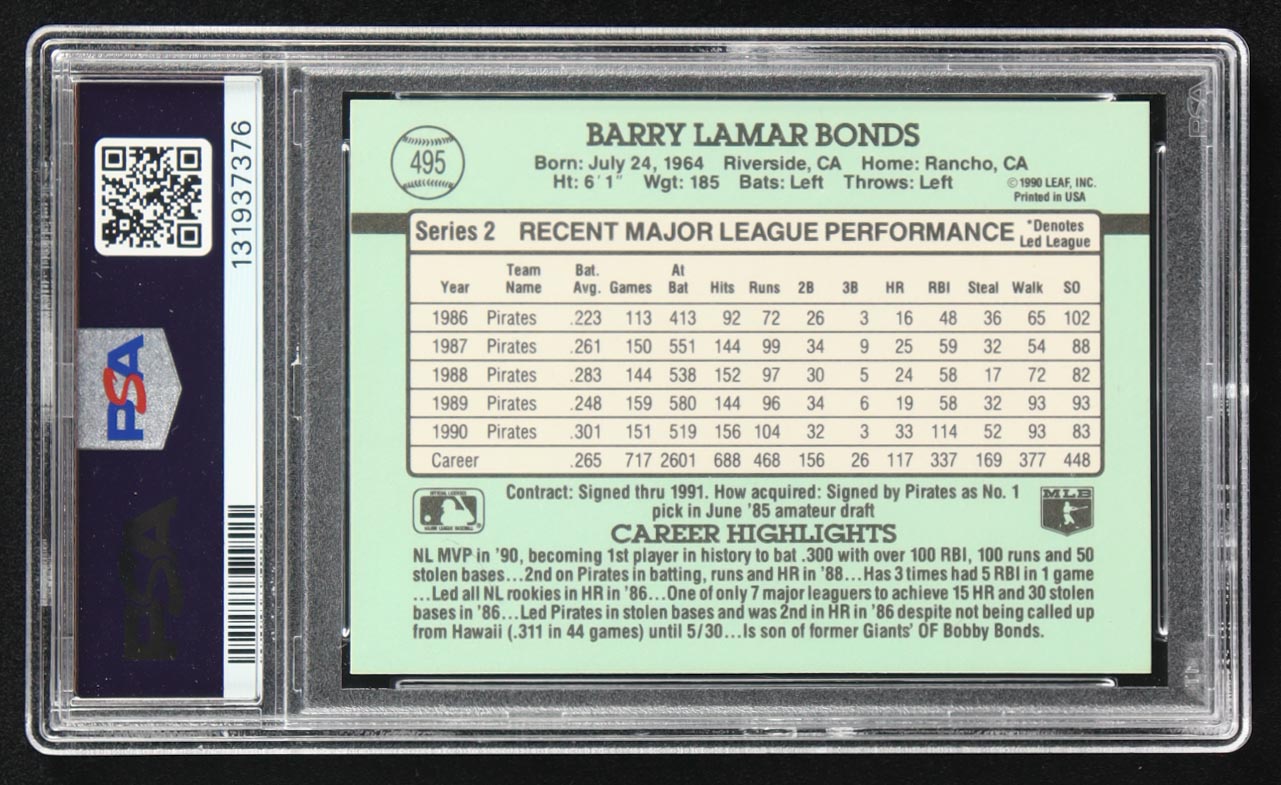 PSA
131937376
PSA
PSA
495
BARRY LAMAR BONDS
Born: July 24, 1964 Riverside, CA Home: Rancho, CA
Ht: 6'1" Wgt: 185 Bats: Left Throws: Left
©1990 LEAF, INC.
Printed in USA
Series 2 RECENT MAJOR LEAGUE PERFORMANCE *Denotes Led League
Year Team Name Bat. Avg. Games At Bat Hits Runs 2B 3B HR RBI Steal Walk SO
1986 Pirates .223 113 413 92 72 26 3 16 48 36 65 102
1987 Pirates .261 150 551 144 99 34 9 25 59 32 54 88
1988 Pirates .283 144 538 152 97 30 5 24 58 17 72 82
1989 Pirates .248 159 580 144 96 34 6 19 58 32 93 93
1990 Pirates .301 151 519 156 104 32 3 33 114 52 93 83
Career .265 717 2601 688 468 156 26 117 337 169 377 448
Contract: Signed thru 1991. How acquired: Signed by Pirates as No. 1
pick in June '85 amateur draft
MLB
CAREER HIGHLIGHTS
NL MVP in '90, becoming 1st player in history to bat .300 with over 100 RBI, 100 runs and 50
stolen bases...2nd on Pirates in batting, runs and HR in '88...Has 3 times had 5 RBI in 1 game
...Led all NL rookies in HR in '86...One of only 7 major leaguers to achieve 15 HR and 30 stolen
bases in '86...Led Pirates in stolen bases and was 2nd in HR in '86 despite not being called up
from Hawaii (.311 in 44 games) until 5/30...Is son of former Giants' OF Bobby Bonds.